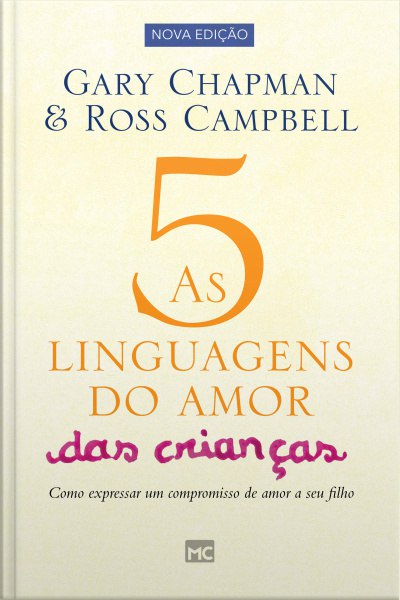 NOVA EDIÇÃO
GARY CHAPMAN
& ROSS CAMPBELL
AS 5
LINGUAGENS
DO AMOR
das crianças
Como expressar um compromisso de amor a seu filho
MC